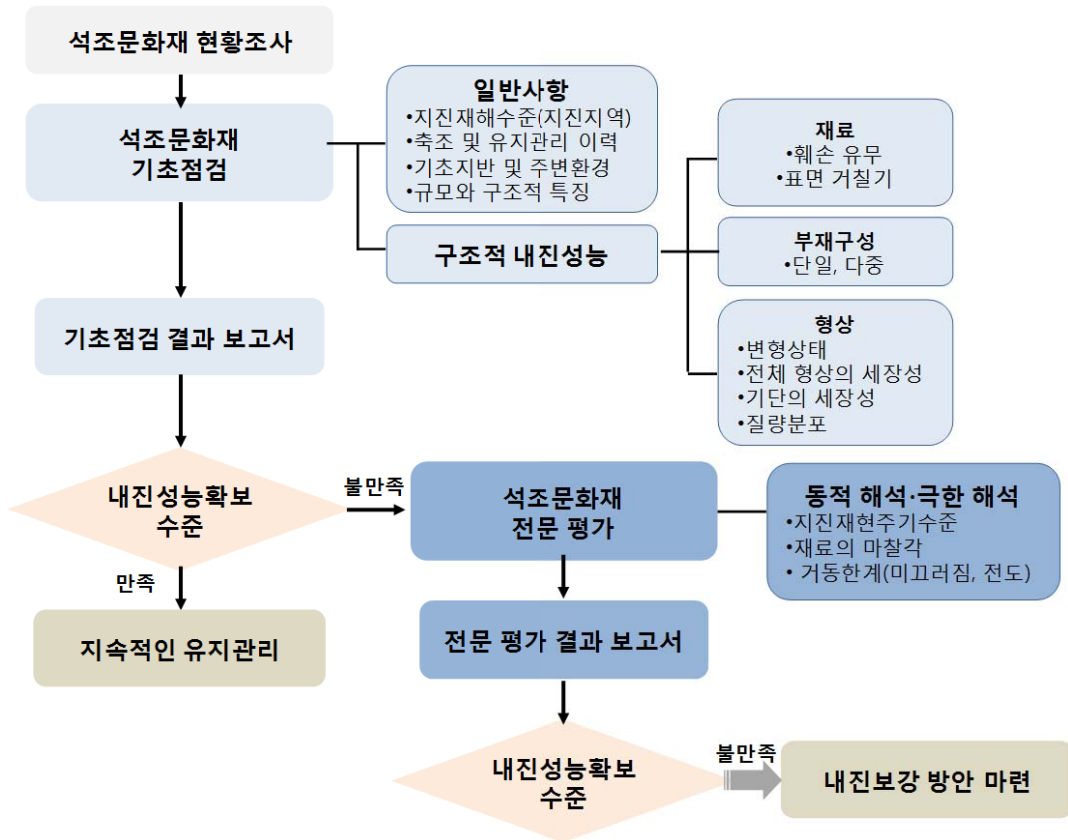 석조문화재 현황조사
석조문화재
기초점검
일반사항
•지진재해수준(지진지역)
•축조 및 유지관리 이력
•기초지반 및 주변환경
•규모와 구조적 특징
구조적 내진성능
재료
•훼손 유무
•표면 거칠기
부재구성
•단일, 다중
형상
•변형상태
•전체 형상의 세장성
•기단의 세장성
•질량분포
기초점검 결과 보고서
내진성능확보
수준
불만족
만족
지속적인 유지관리
석조문화재
전문 평가
동적 해석·극한 해석
•지진재현주기수준
•재료의 마찰각
• 거동한계(미끄러짐, 전도)
전문 평가 결과 보고서
내진성능확보
수준
불만족
내진보강 방안 마련